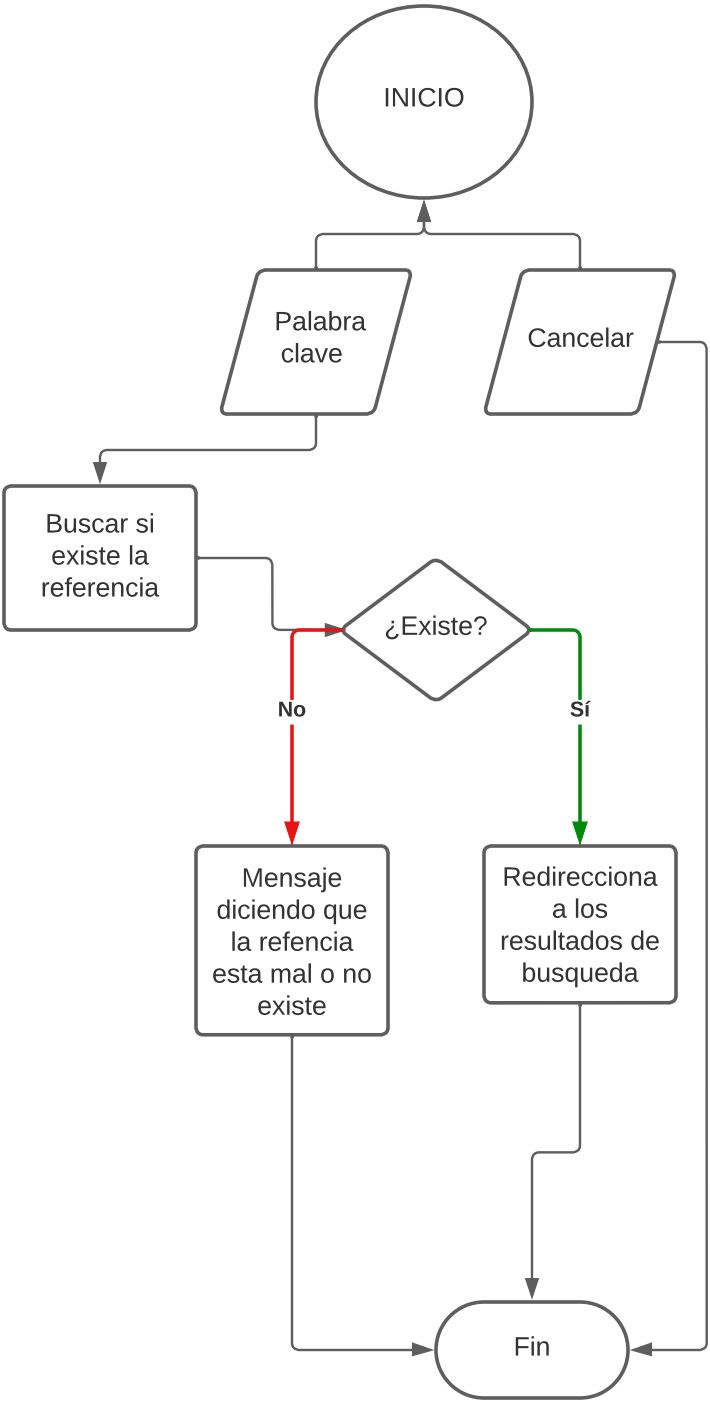 INICIO
Palabra
clave
Cancelar
Buscar si
existe la
referencia
¿Existe?
No
Sí
Mensaje
diciendo que
la refencia
esta mal o no
existe
Redirecciona
a los
resultados de
busqueda
Fin